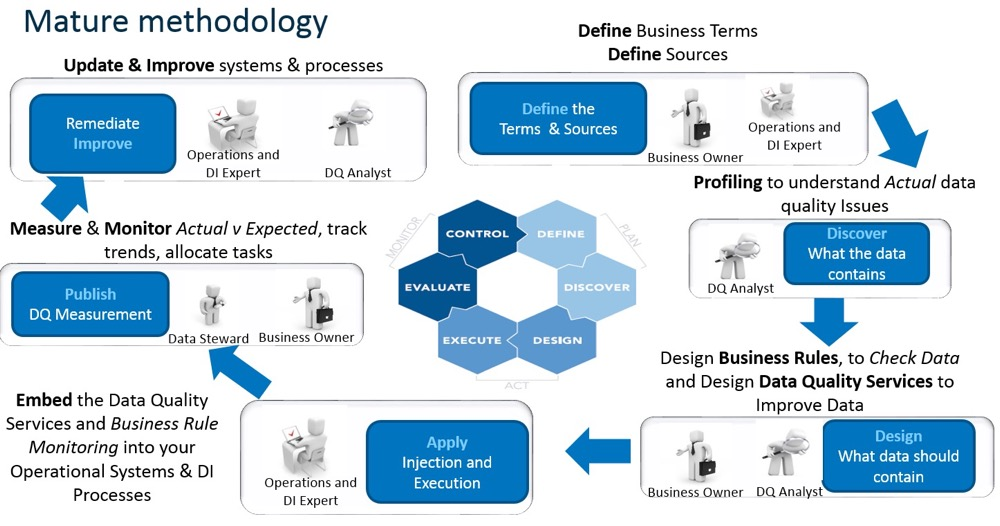 Mature methodology
Update & Improve systems & processes
Remediate
Improve
Operations and
DI Expert
DQ Analyst
Define Business Terms
Define Sources
Define the
Terms & Sources
Business Owner
Operations and
DI Expert
Profiling to understand Actual data
quality Issues
DQ Analyst
Discover
What the data
contains
Design Business Rules, to Check Data
and Design Data Quality Services to
Improve Data
Business Owner
DQ Analyst
Design
What data should
contain
Operations and
DI Expert
Apply
Injection and
Execution
Embed the Data Quality
Services and Business Rule
Monitoring into your
Operational Systems & DI
Processes
Measure & Monitor Actual v Expected, track
trends, allocate tasks
Publish
DQ Measurement
Data Steward
Business Owner
MONITOR
PLAN
CONTROL
DEFINE
EVALUATE
DISCOVER
EXECUTE
DESIGN
ACT